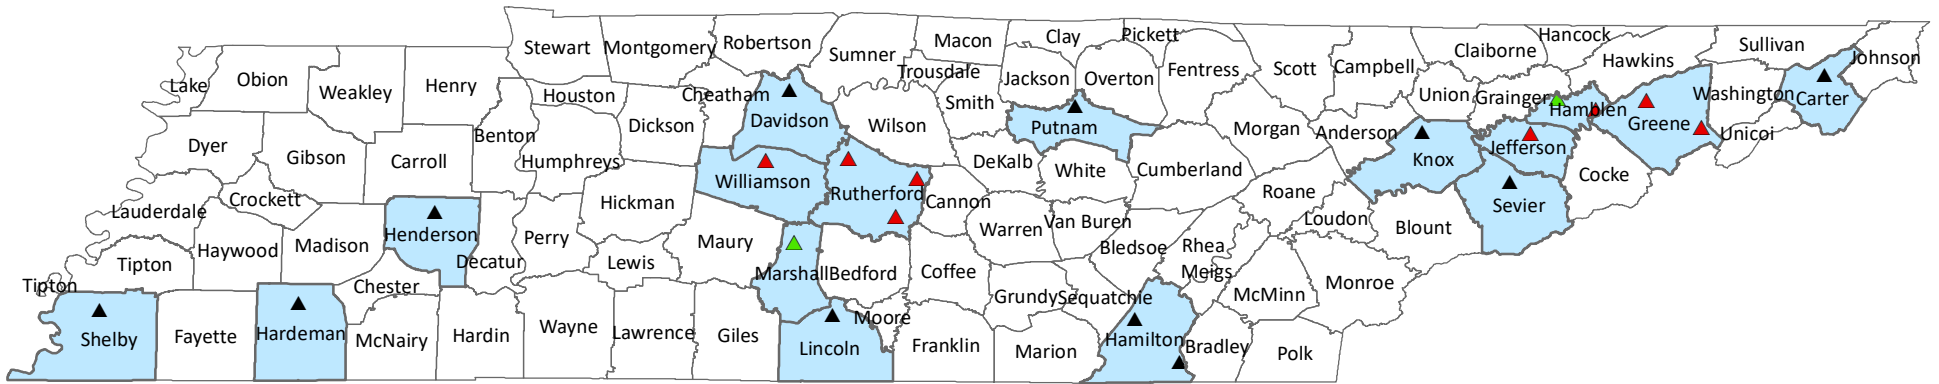 Lake
Obion
Weakley
Henry
Stewart
Montgomery
Robertson
Sumner
Macon
Trousdale
Clay
Pickett
Jackson
Overton
Fentress
Scott
Campbell
Claiborne
Hancock
Hawkins
Sullivan
Johnson
Carter
Washington
Unicoi
Greene
Hamblen
Grainger
Union
Jefferson
Knox
Anderson
Morgan
Houston
Cheatham
Davidson
Wilson
Smith
Putnam
DeKalb
White
Cumberland
Roane
Loudon
Blount
Sevier
Cocke
Dyer
Gibson
Carroll
Benton
Humphreys
Dickson
Williamson
Rutherford
Cannon
Warren
Van Buren
Bledsoe
Rhea
Meigs
Monroe
McMinn
Lauderdale
Crockett
Haywood
Madison
Henderson
Decatur
Perry
Hickman
Lewis
Maury
Marshall
Bedford
Coffee
Grundy
Sequatchie
Tipton
Tipton
Chester
Shelby
Fayette
Hardeman
McNairy
Hardin
Wayne
Lawrence
Giles
Lincoln
Moore
Franklin
Marion
Hamilton
Bradley
Polk